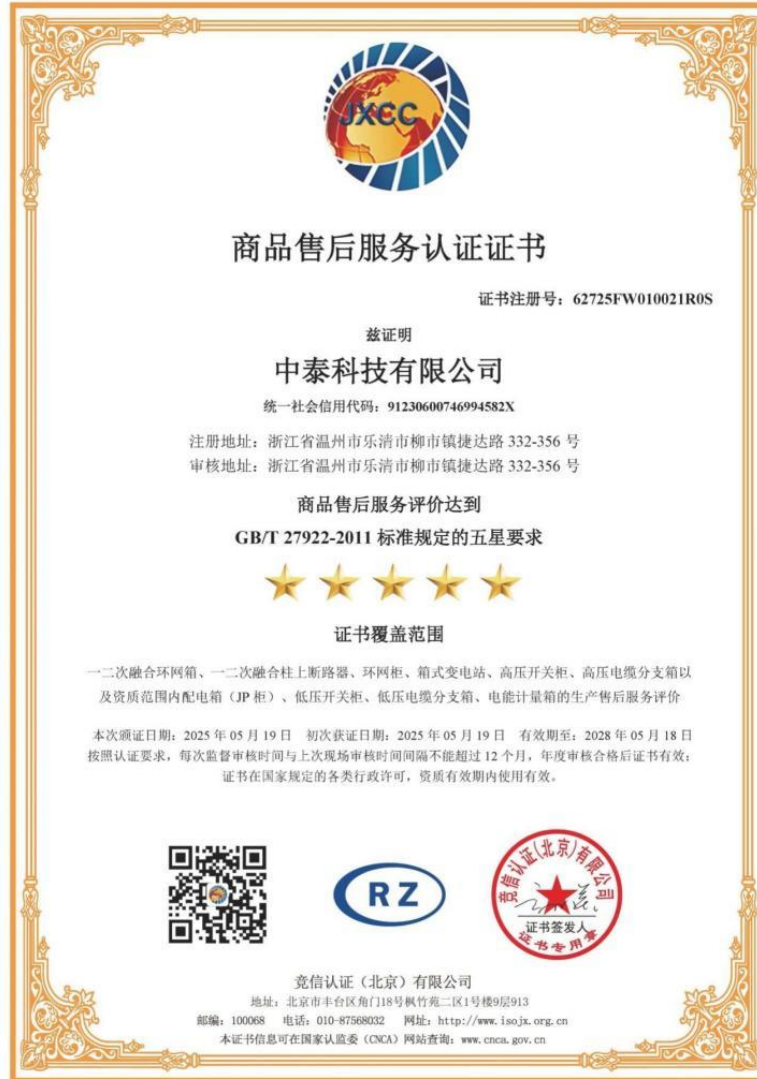 JXCC
商品售后服务认证证书
证书注册号：62725FW010021R0S
兹证明
中泰科技有限公司
统一社会信用代码：91230600746994582X
注册地址：浙江省温州市乐清市柳市镇捷达路 332-356 号
审核地址：浙江省温州市乐清市柳市镇捷达路 332-356 号
商品售后服务评价达到
GB/T 27922-2011 标准规定的五星要求
证书覆盖范围
一二次融合环网箱、一二次融合柱上断路器、环网柜、箱式变电站、高压开关柜、高压电缆分支箱以
及资质范围内配电箱（JP 柜）、低压开关柜、低压电缆分支箱、电能计量箱的生产售后服务评价
本次颁证日期：2025 年 05 月 19 日 初次获证日期：2025 年 05 月 19 日 有效期至：2028 年 05 月 18 日
按照认证要求，每次监督审核时间与上次现场审核时间间隔不能超过 12 个月，年度审核合格后证书有效；
证书在国家规定的各类行政许可，资质有效期内使用有效。
RZ
竞信认证(北京)有限公司
证书签发人
证书专用章
竞信认证（北京）有限公司
地址：北京市丰台区角门18号枫竹苑二区1号楼9层913
邮编：100068 电话：010-87568032 网址：http://www.isojx.org.cn
本证书信息可在国家认监委（CNCA）网站查询：www.cnca.gov.cn